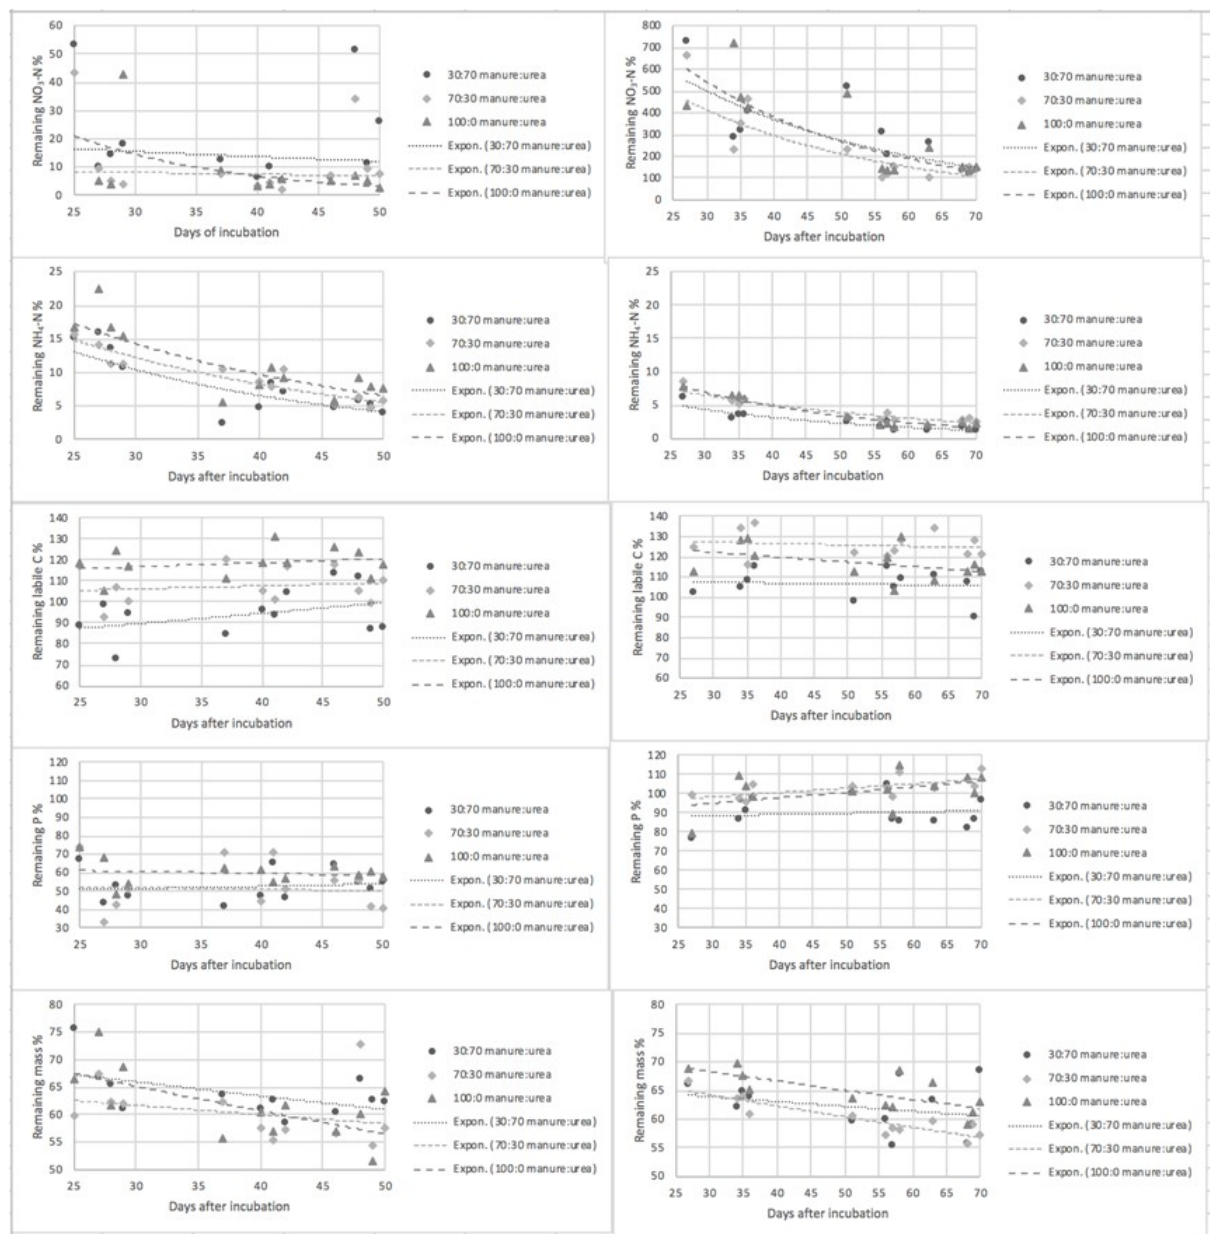 Remaining NO₃-N %
60
50
40
30
20
10
0
25 30 35 40 45 50
Days of incubation
30:70 manure:urea
70:30 manure:urea
100:0 manure:urea
Expon. (30:70 manure:urea)
Expon. (70:30 manure:urea)
Expon. (100:0 manure:urea)
Remaining NO₃-N %
800
700
600
500
400
300
200
100
0
25 30 35 40 45 50 55 60 65 70
Days after incubation
30:70 manure:urea
70:30 manure:urea
100:0 manure:urea
Expon. (30:70 manure:urea)
Expon. (70:30 manure:urea)
Expon. (100:0 manure:urea)
Remaining NH₄-N %
25
20
15
10
5
0
25 30 35 40 45 50
Days after incubation
30:70 manure:urea
70:30 manure:urea
100:0 manure:urea
Expon. (30:70 manure:urea)
Expon. (70:30 manure:urea)
Expon. (100:0 manure:urea)
Remaining NH₄-N %
25
20
15
10
5
0
25 30 35 40 45 50 55 60 65 70
Days after incubation
30:70 manure:urea
70:30 manure:urea
100:0 manure:urea
Expon. (30:70 manure:urea)
Expon. (70:30 manure:urea)
Expon. (100:0 manure:urea)
Remaining labile C %
140
130
120
110
100
90
80
70
60
25 30 35 40 45 50
Days after incubation
30:70 manure:urea
70:30 manure:urea
100:0 manure:urea
Expon. (30:70 manure:urea)
Expon. (70:30 manure:urea)
Expon. (100:0 manure:urea)
Remaining labile C %
140
130
120
110
100
90
80
70
60
25 30 35 40 45 50 55 60 65 70
Days after incubation
30:70 manure:urea
70:30 manure:urea
100:0 manure:urea
Expon. (30:70 manure:urea)
Expon. (70:30 manure:urea)
Expon. (100:0 manure:urea)
Remaining P %
120
110
100
90
80
70
60
50
40
30
25 30 35 40 45 50
Days after incubation
30:70 manure:urea
70:30 manure:urea
100:0 manure:urea
Expon. (30:70 manure:urea)
Expon. (70:30 manure:urea)
Expon. (100:0 manure:urea)
Remaining P %
120
110
100
90
80
70
60
50
40
30
25 30 35 40 45 50 55 60 65 70
Days after incubation
30:70 manure:urea
70:30 manure:urea
100:0 manure:urea
Expon. (30:70 manure:urea)
Expon. (70:30 manure:urea)
Expon. (100:0 manure:urea)
Remaining mass %
80
75
70
65
60
55
50
25 30 35 40 45 50
Days after incubation
30:70 manure:urea
70:30 manure:urea
100:0 manure:urea
Expon. (30:70 manure:urea)
Expon. (70:30 manure:urea)
Expon. (100:0 manure:urea)
Remaining mass %
80
75
70
65
60
55
50
25 30 35 40 45 50 55 60 65 70
Days after incubation
30:70 manure:urea
70:30 manure:urea
100:0 manure:urea
Expon. (30:70 manure:urea)
Expon. (70:30 manure:urea)
Expon. (100:0 manure:urea)